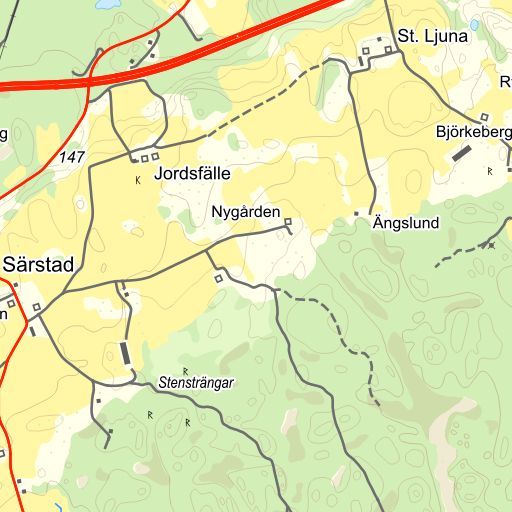 St. Ljuna
R
g
Björkeberg
147
Jordsfälle
K
R
Nygården
Ängslund
Särstad
n
Stensträngar
R
R
R
R